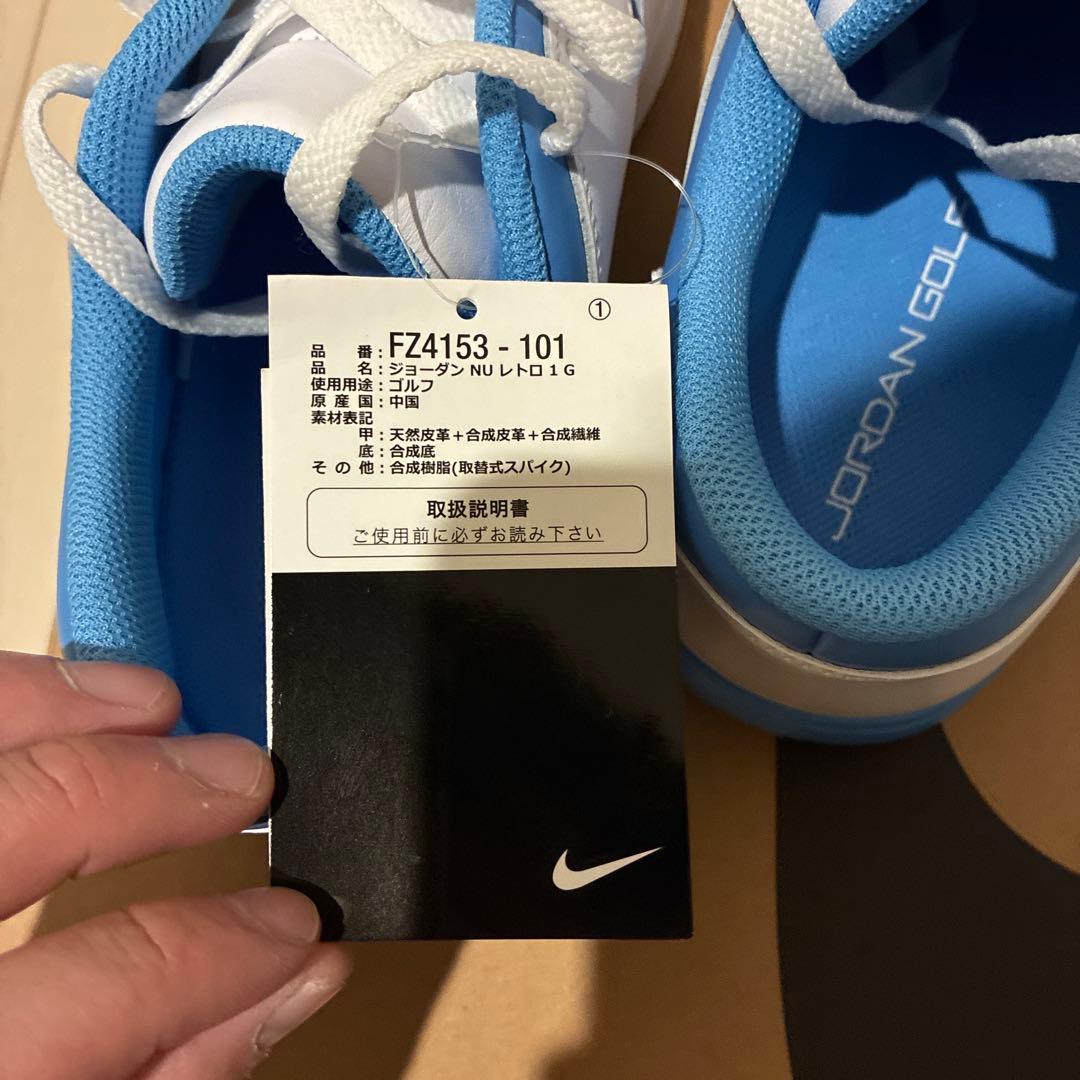 ①
品 番：FZ4153 - 101
品 名：ジョーダン NU レトロ 1 G
使用用途：ゴルフ
原 産 国：中国
素材表記
甲：天然皮革＋合成皮革＋合成繊維
底：合成底
そ の 他：合成樹脂(取替式スパイク)
取扱説明書
ご使用前に必ずお読み下さい
JORDAN GOLF